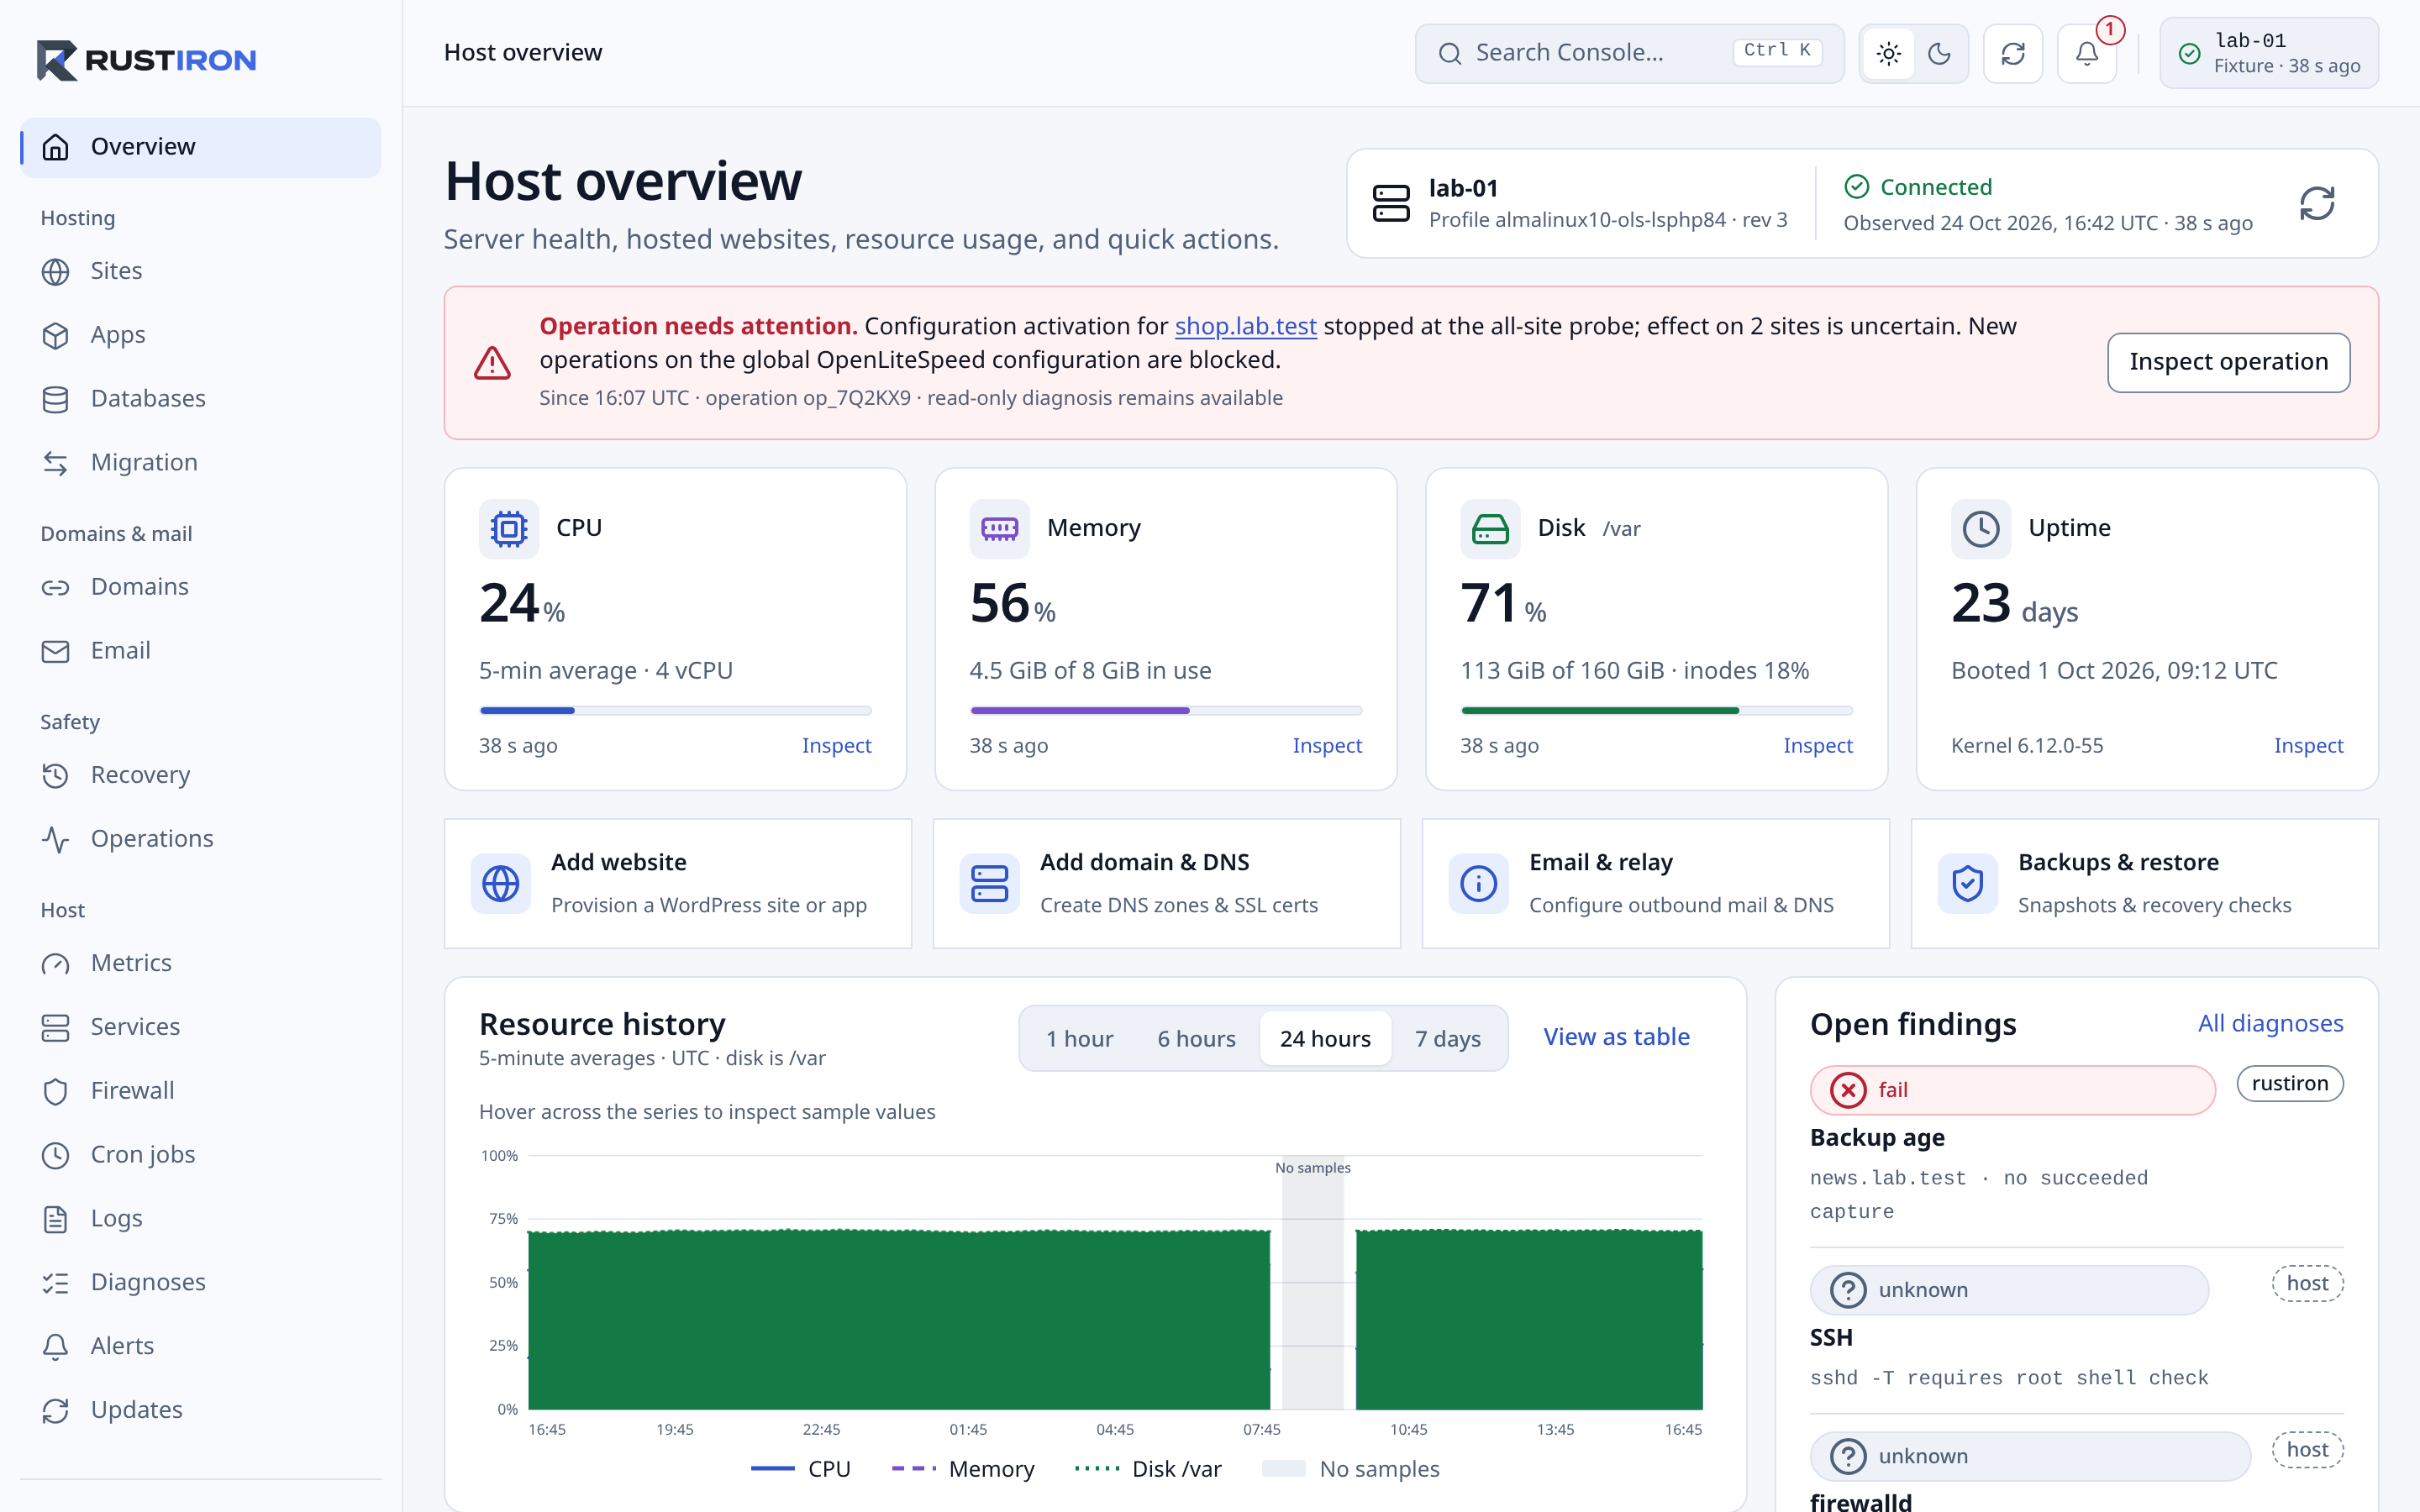 RUSTIRON
Overview
Hosting
Sites
Apps
Databases
Migration
Domains & mail
Domains
Email
Safety
Recovery
Operations
Host
Metrics
Services
Firewall
Cron jobs
Logs
Diagnoses
Alerts
Updates
Host overview
Search Console...
Ctrl K
1
lab-01
Fixture · 38 s ago
Host overview
Server health, hosted websites, resource usage, and quick actions.
lab-01
Profile almalinux10-ols-lsphp84 · rev 3
Connected
Observed 24 Oct 2026, 16:42 UTC · 38 s ago
Operation needs attention. Configuration activation for shop.lab.test stopped at the all-site probe; effect on 2 sites is uncertain. New
operations on the global OpenLiteSpeed configuration are blocked.
Since 16:07 UTC · operation op_7Q2KX9 · read-only diagnosis remains available
Inspect operation
CPU
24 %
5-min average · 4 vCPU
38 s ago
Inspect
Memory
56 %
4.5 GiB of 8 GiB in use
38 s ago
Inspect
Disk /var
71 %
113 GiB of 160 GiB · inodes 18%
38 s ago
Inspect
Uptime
23 days
Booted 1 Oct 2026, 09:12 UTC
Kernel 6.12.0-55
Inspect
Add website
Provision a WordPress site or app
Add domain & DNS
Create DNS zones & SSL certs
Email & relay
Configure outbound mail & DNS
Backups & restore
Snapshots & recovery checks
Resource history
5-minute averages · UTC · disk is /var
1 hour
6 hours
24 hours
7 days
View as table
Hover across the series to inspect sample values
100%
75%
50%
25%
0%
No samples
16:45
19:45
22:45
01:45
04:45
07:45
10:45
13:45
16:45
CPU
Memory
Disk /var
No samples
Open findings
All diagnoses
fail
rustiron
Backup age
news.lab.test · no succeeded
capture
unknown
host
SSH
sshd -T requires root shell check
unknown
host
firewalld